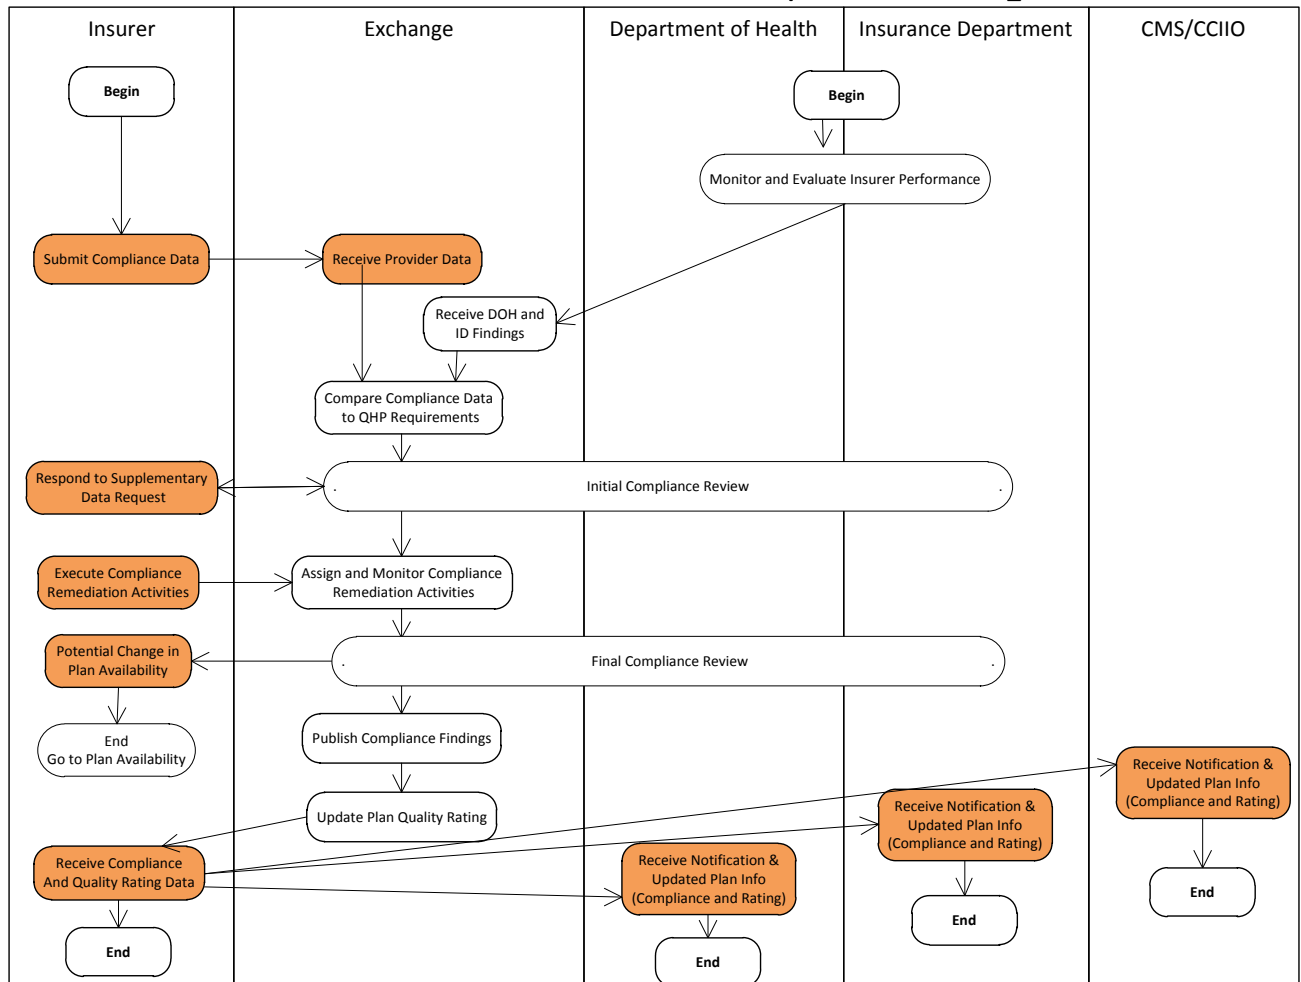 Insurer
Exchange
Department of Health
Insurance Department
CMS/CCIIO
Begin
Begin
Monitor and Evaluate Insurer Performance
Submit Compliance Data
Receive Provider Data
Receive DOH and
ID Findings
Compare Compliance Data
to QHP Requirements
Respond to Supplementary
Data Request
. Initial Compliance Review .
Execute Compliance
Remediation Activities
Assign and Monitor Compliance
Remediation Activities
Potential Change in
Plan Availability
. Final Compliance Review .
End
Go to Plan Availability
Publish Compliance Findings
Receive Notification &
Updated Plan Info
(Compliance and Rating)
Update Plan Quality Rating
Receive Notification &
Updated Plan Info
(Compliance and Rating)
Receive Compliance
And Quality Rating Data
Receive Notification &
Updated Plan Info
(Compliance and Rating)
End
End
End
End